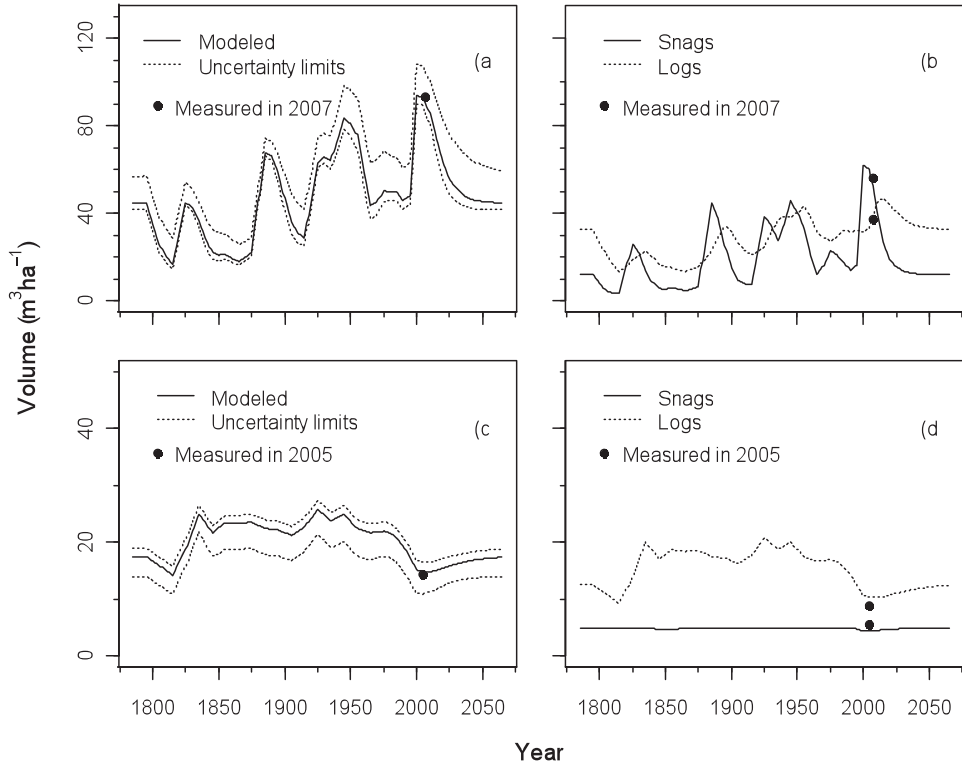 Modeled
Uncertainty limits
Measured in 2007
(a
Snags
Logs
Measured in 2007
(b
0 40 80 120
Modeled
Uncertainty limits
Measured in 2005
(c
Snags
Logs
Measured in 2005
(d
0 20 40
Volume (m³ha⁻¹)
1800 1850 1900 1950 2000 2050
1800 1850 1900 1950 2000 2050
Year